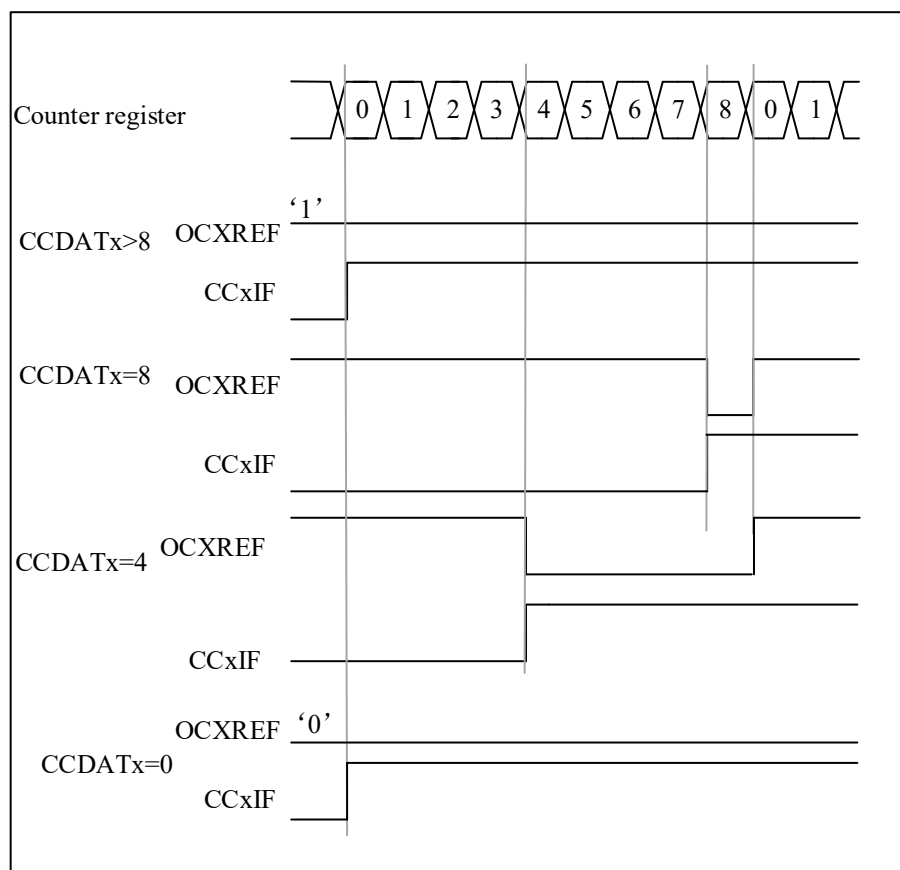 Counter register 0 1 2 3 4 5 6 7 8 0 1
‘1’
CCDATx>8 OCXREF
CCxIF
CCDATx=8 OCXREF
CCxIF
CCDATx=4 OCXREF
CCxIF
OCXREF ‘0’
CCDATx=0
CCxIF